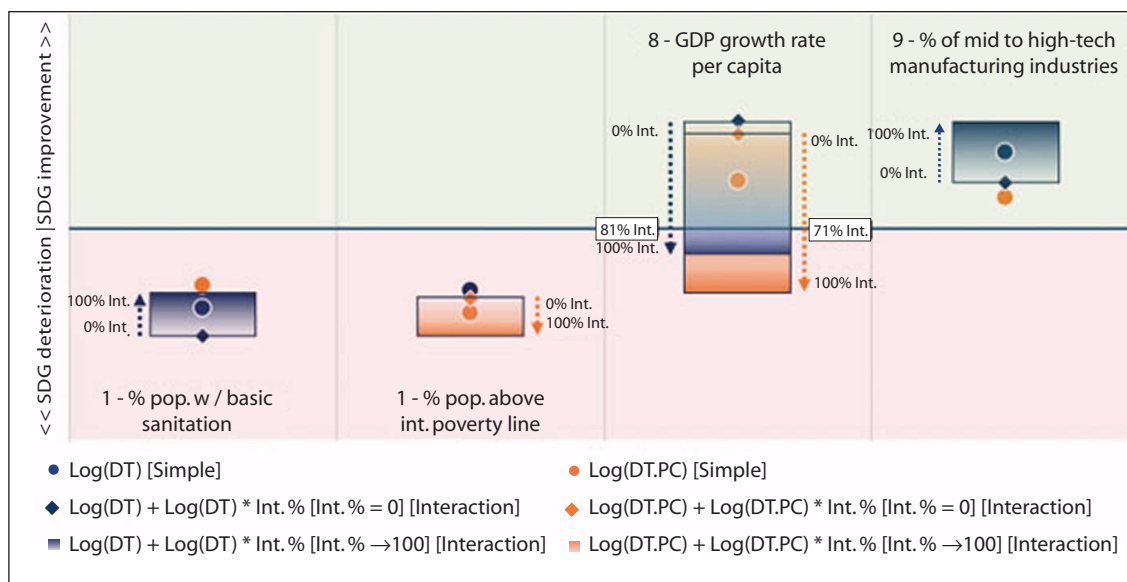 << SDG deterioration | SDG improvement >>
8 - GDP growth rate
per capita
9 - % of mid to high-tech
manufacturing industries
0% Int.
0% Int.
100% Int.
0% Int.
81% Int.
100% Int.
71% Int.
100% Int.
100% Int.
0% Int.
0% Int.
100% Int.
1 - % pop. w / basic
sanitation
1 - % pop. above
int. poverty line
Log(DT) [Simple]
Log(DT.PC) [Simple]
Log(DT) + Log(DT) * Int. % [Int. % = 0] [Interaction]
Log(DT.PC) + Log(DT.PC) * Int. % [Int. % = 0] [Interaction]
Log(DT) + Log(DT) * Int. % [Int. % →100] [Interaction]
Log(DT.PC) + Log(DT.PC) * Int. % [Int. % →100] [Interaction]